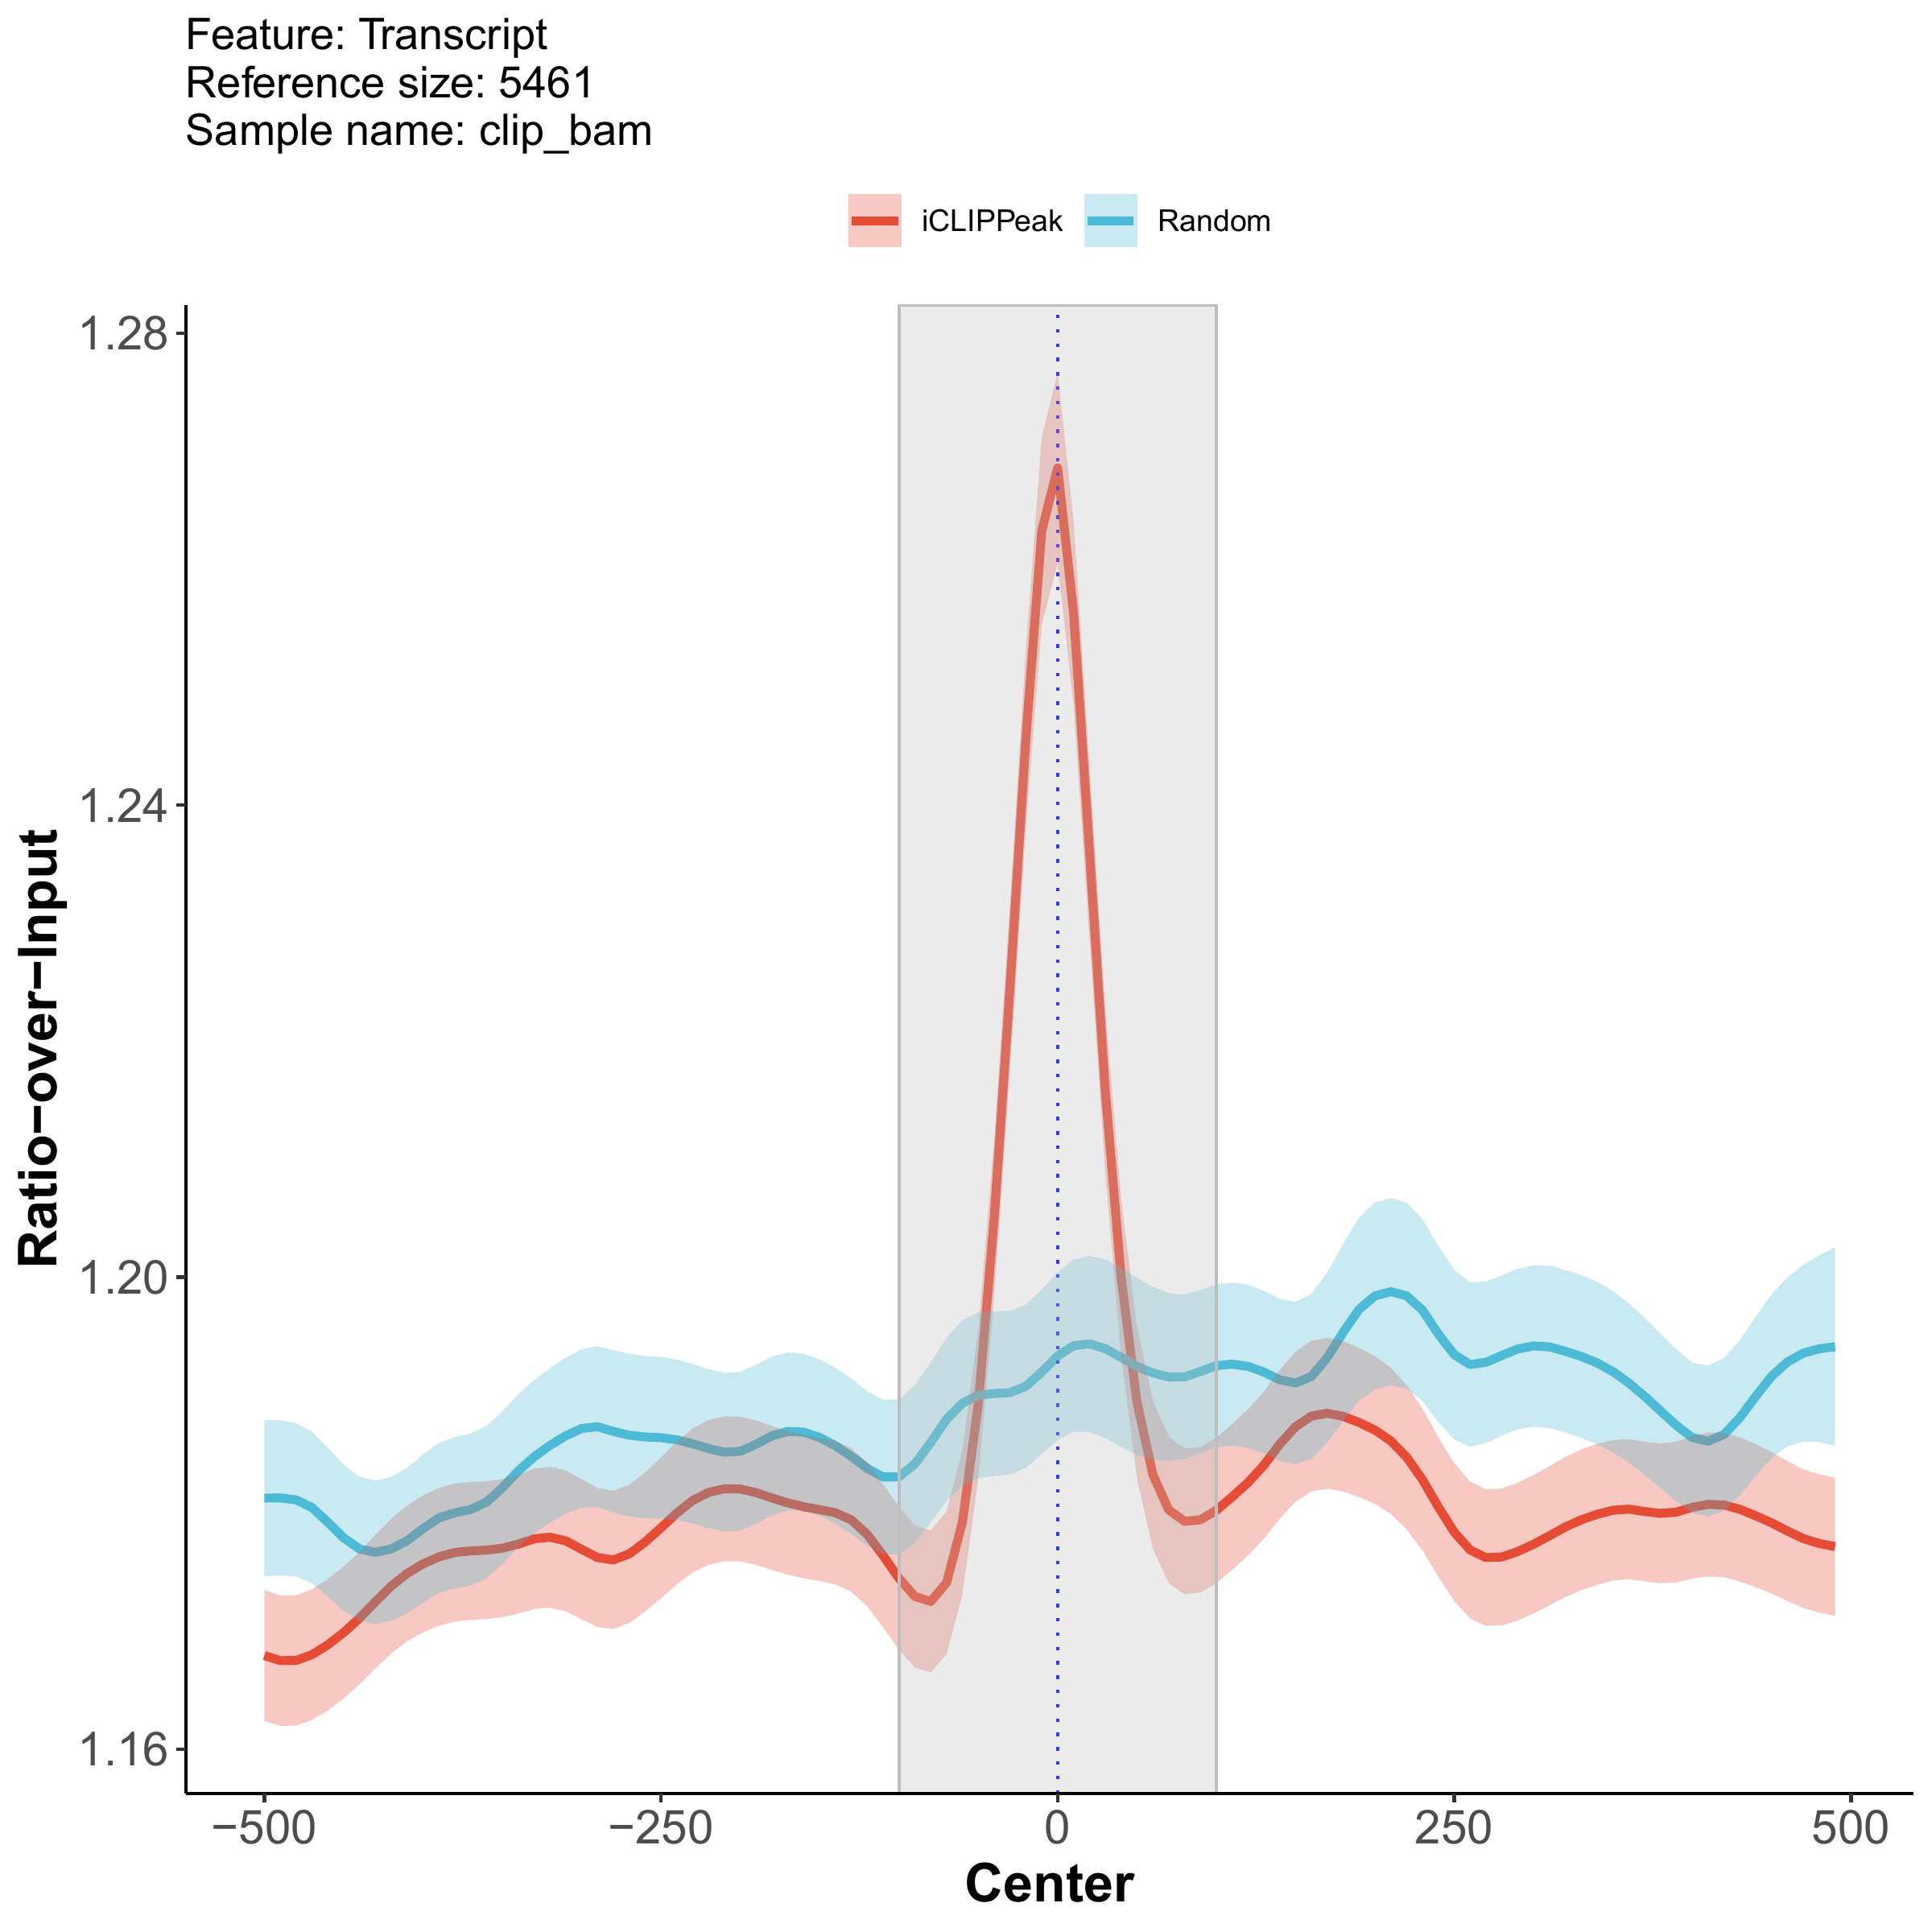 Feature: Transcript
Reference size: 5461
Sample name: clip_bam
iCLIPPeak Random
1.28
1.24
1.20
1.16
Ratio−over−Input
−500 −250 0 250 500
Center